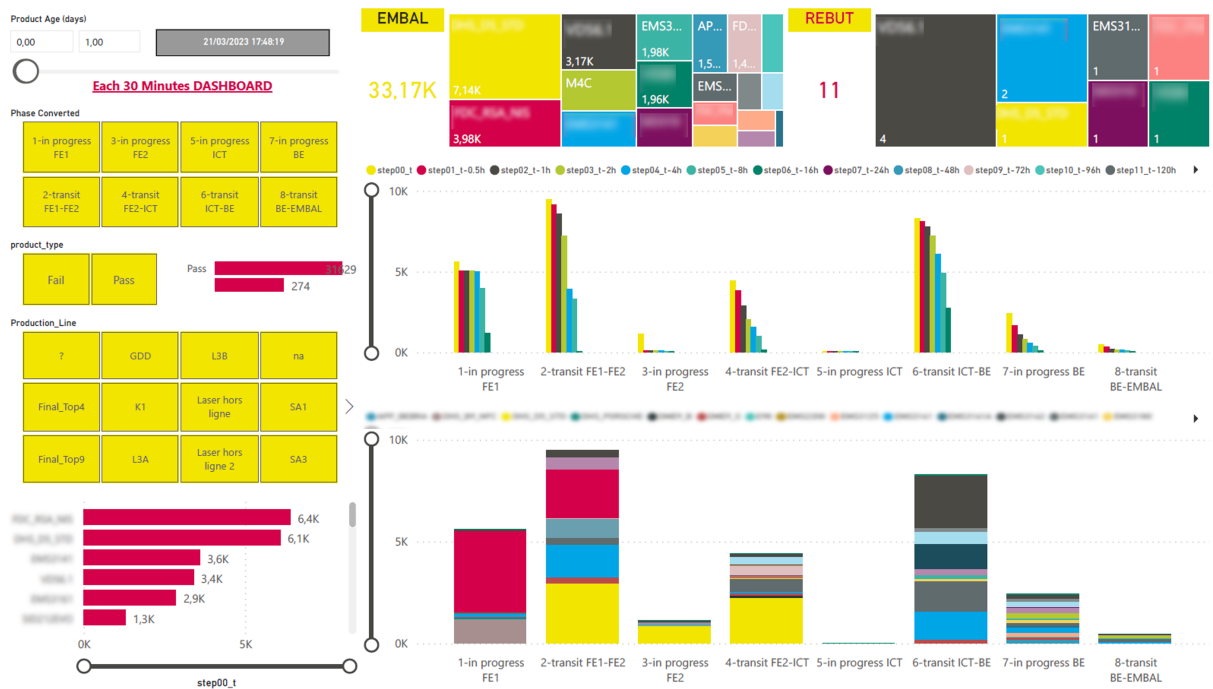 Product Age (days)
0,00
1,00
21/03/2023 17:48:19
Each 30 Minutes DASHBOARD
Phase Converted
1-in progress
FE1
3-in progress
FE2
5-in progress
ICT
7-in progress
BE
2-transit
FE1-FE2
4-transit
FE2-ICT
6-transit
ICT-BE
8-transit
BE-EMBAL
product_type
Fail
Pass
Pass
274
Production_Line
?
GDD
L3B
na
Final_Top4
K1
Laser hors
ligne
SA1
Final_Top9
L3A
Laser hors
ligne 2
SA3
6,4K
6,1K
3,6K
3,4K
2,9K
1,3K
0K
5K
step00_t
EMBAL
33,17K
7,14K
3,98K
3,17K
M4C
EMS3...
1,98K
1,96K
AP...
1,5...
FD...
1,4...
EMS...
REBUT
11
4
2
1
EMS31...
1
1
1
1
step00_t
step01_t-0.5h
step02_t-1h
step03_t-2h
step04_t-4h
step05_t-8h
step06_t-16h
step07_t-24h
step08_t-48h
step09_t-72h
step10_t-96h
step11_t-120h
10K
5K
0K
1-in progress
FE1
2-transit FE1-FE2
3-in progress
FE2
4-transit FE2-ICT
5-in progress ICT
6-transit ICT-BE
7-in progress BE
8-transit
BE-EMBAL
10K
5K
0K
1-in progress
FE1
2-transit FE1-FE2
3-in progress
FE2
4-transit FE2-ICT
5-in progress ICT
6-transit ICT-BE
7-in progress BE
8-transit
BE-EMBAL